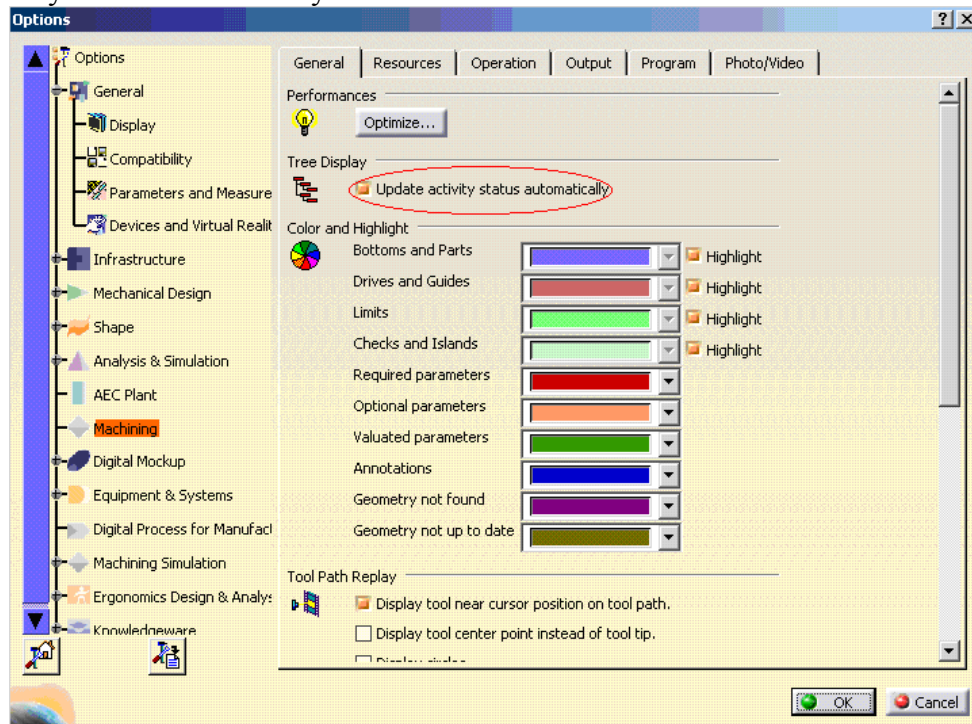 Options
Options
General
Display
Compatibility
Parameters and Measure
Devices and Virtual Realit
Infrastructure
Mechanical Design
Shape
Analysis & Simulation
AEC Plant
Machining
Digital Mockup
Equipment & Systems
Digital Process for Manufact
Machining Simulation
Ergonomics Design & Analys
Knowledgeware
General Resources Operation Output Program Photo/Video
Performances
Optimize...
Tree Display
Update activity status automatically
Color and Highlight
Bottoms and Parts Highlight
Drives and Guides Highlight
Limits Highlight
Checks and Islands Highlight
Required parameters
Optional parameters
Valuated parameters
Annotations
Geometry not found
Geometry not up to date
Tool Path Replay
Display tool near cursor position on tool path.
Display tool center point instead of tool tip.
OK Cancel